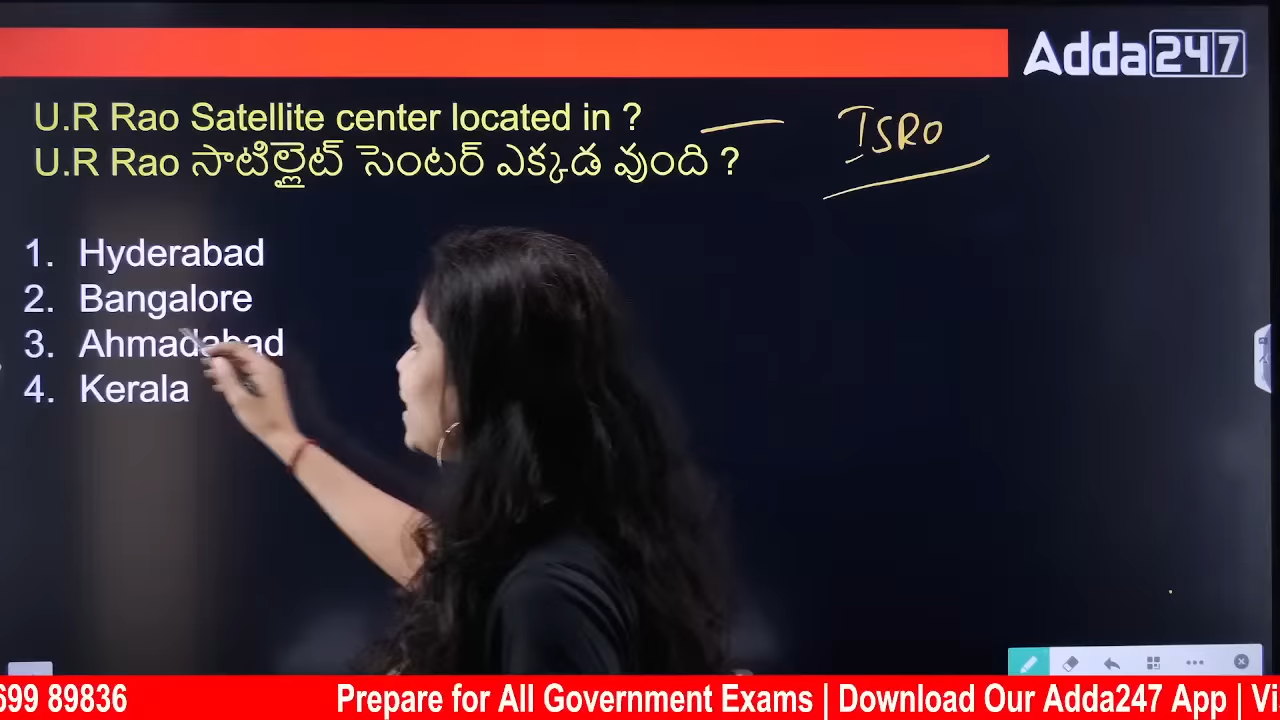 Adda247
U.R Rao Satellite center located in ?
ISRO
U.R Rao సాటిల్లైట్ సెంటర్ ఎక్కడ వుంది ?
1. Hyderabad
2. Bangalore
3. Ahmadabad
4. Kerala
699 89836 Prepare for All Government Exams | Download Our Adda247 App | Vi